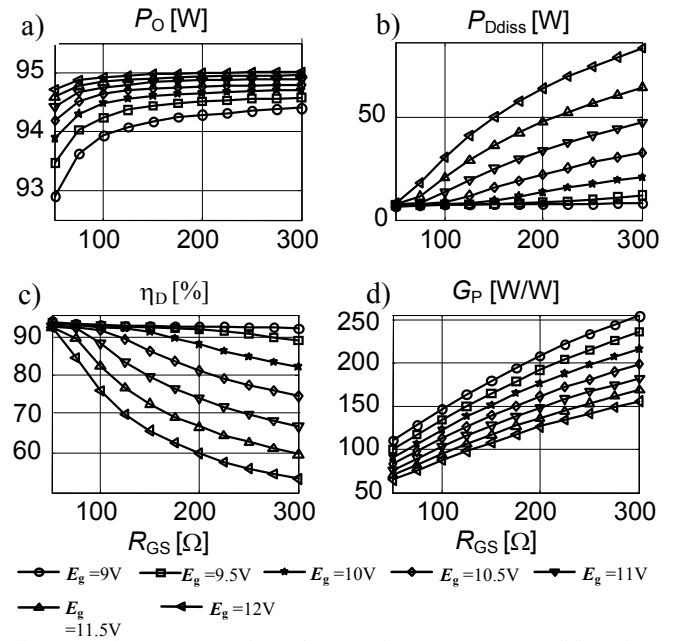 a) P_O [W]
95
94
93
100 200 300
b) P_Ddiss [W]
50
0
100 200 300
c) η_D [%]
90
80
70
60
100 200 300
R_GS [Ω]
d) G_P [W/W]
250
200
150
100
50
100 200 300
R_GS [Ω]
E_g =9V E_g =9.5V E_g =10V E_g =10.5V E_g =11V
E_g E_g =12V
=11.5V